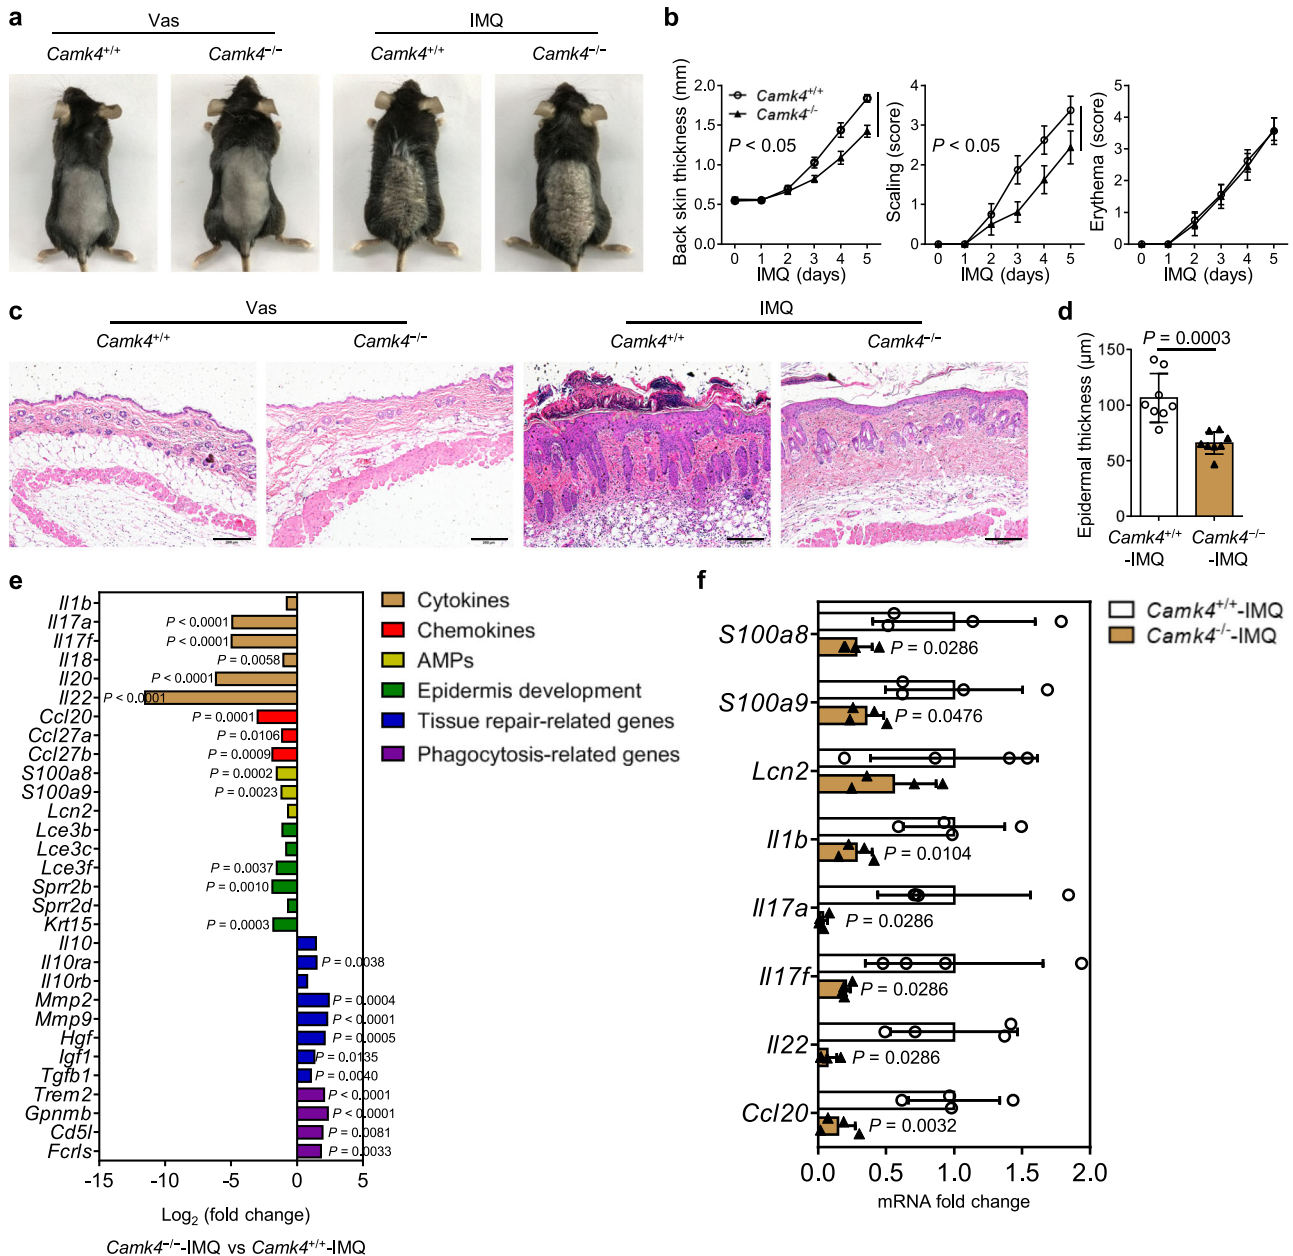 a
Vas
IMQ
Camk4+/+
Camk4−/−
Camk4+/+
Camk4−/−
b
Back skin thickness (mm)
2.0
1.5
1.0
0.5
0.0
Camk4+/+
Camk4-/-
P < 0.05
0 1 2 3 4 5
IMQ (days)
Scaling (score)
4
3
2
1
0
P < 0.05
0 1 2 3 4 5
IMQ (days)
Erythema (score)
5
4
3
2
1
0
0 1 2 3 4 5
IMQ (days)
c
Vas
IMQ
Camk4+/+
Camk4−/−
Camk4+/+
Camk4−/−
d
P = 0.0003
Epidermal thickness (μm)
150
100
50
0
Camk4+/+
-IMQ
Camk4−/−
-IMQ
e
Il1b
Il17a P < 0.0001
Il17f P < 0.0001
Il18 P = 0.0058
Il20 P < 0.0001
Il22 P < 0.0001
Ccl20 P = 0.0001
Ccl27a P = 0.0106
Ccl27b P = 0.0009
S100a8 P = 0.0002
S100a9 P = 0.0023
Lcn2
Lce3b
Lce3c
Lce3f P = 0.0037
Sprr2b P = 0.0010
Sprr2d
Krt15 P = 0.0003
Il10
Il10ra P = 0.0038
Il10rb
Mmp2 P = 0.0004
Mmp9 P < 0.0001
Hgf P = 0.0005
Igf1 P = 0.0135
Tgfb1 P = 0.0040
Trem2 P < 0.0001
Gpnmb P < 0.0001
Cd5l P = 0.0081
Fcrls P = 0.0033
-15 -10 -5 0 5
Log2 (fold change)
Camk4−/−-IMQ vs Camk4+/+-IMQ
Cytokines
Chemokines
AMPs
Epidermis development
Tissue repair-related genes
Phagocytosis-related genes
f
Camk4+/+-IMQ
Camk4-/--IMQ
S100a8
P = 0.0286
S100a9
P = 0.0476
Lcn2
Il1b
P = 0.0104
Il17a
P = 0.0286
Il17f
P = 0.0286
Il22
P = 0.0286
Ccl20
P = 0.0032
0.0 0.5 1.0 1.5 2.0
mRNA fold change